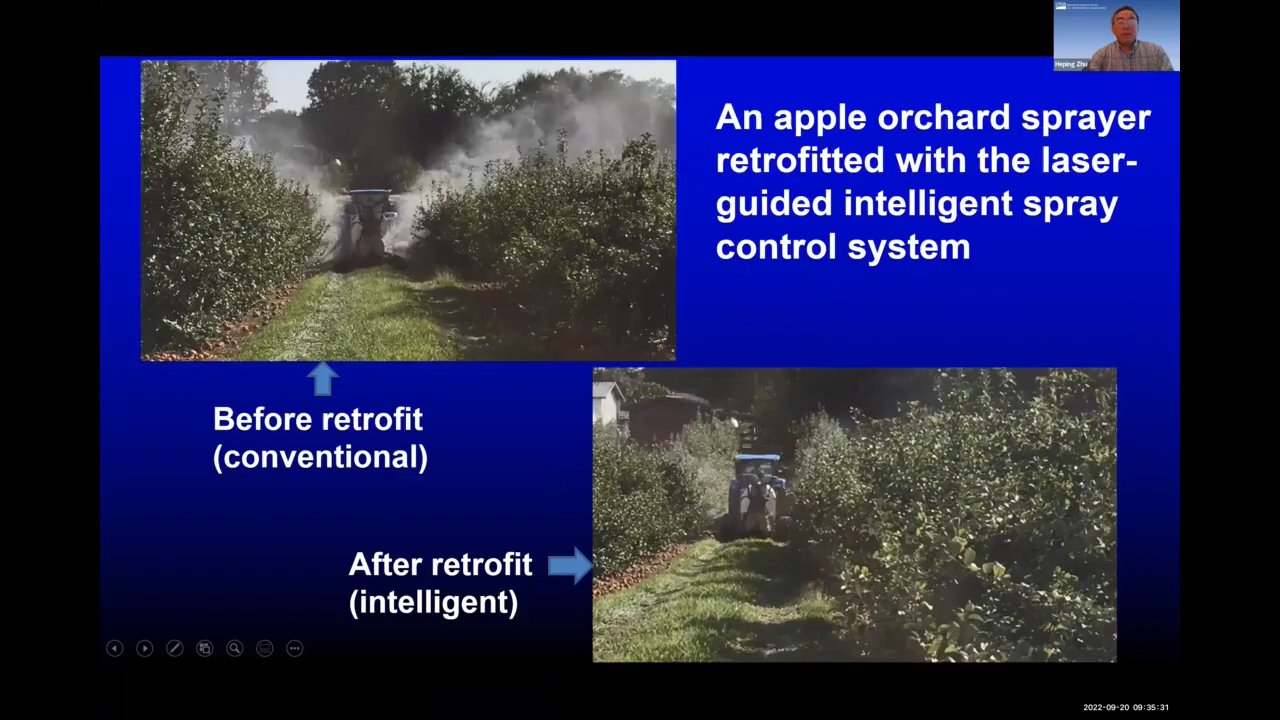 Heping Zhu
An apple orchard sprayer
retrofitted with the laser-
guided intelligent spray
control system
Before retrofit
(conventional)
After retrofit
(intelligent)
2022-09-20 09:35:31